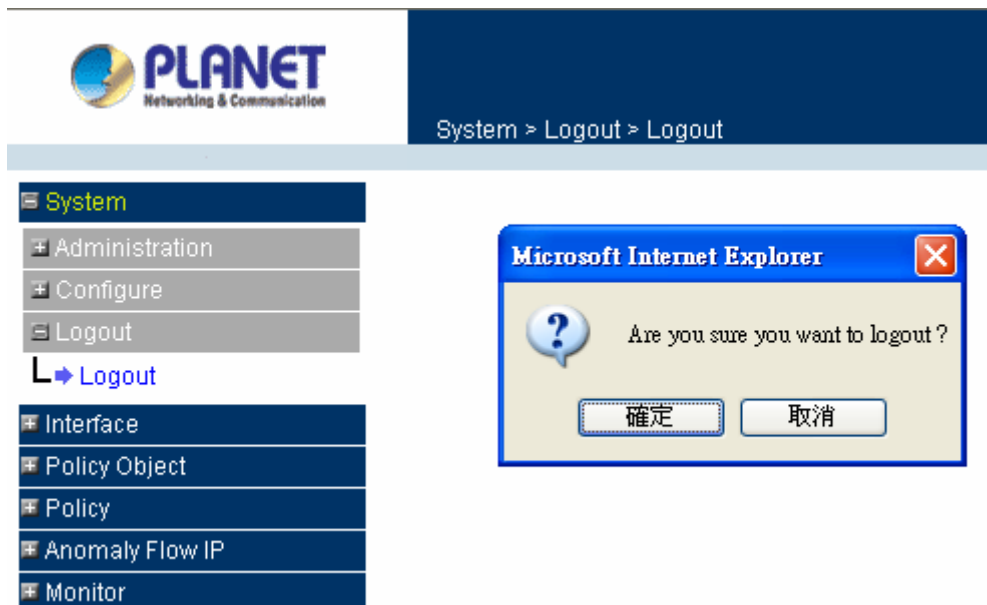 PLANET
Networking & Communication
System > Logout > Logout
System
Administration
Configure
Logout
Logout
Interface
Policy Object
Policy
Anomaly Flow IP
Monitor
Microsoft Internet Explorer
Are you sure you want to logout ?
確定
取消